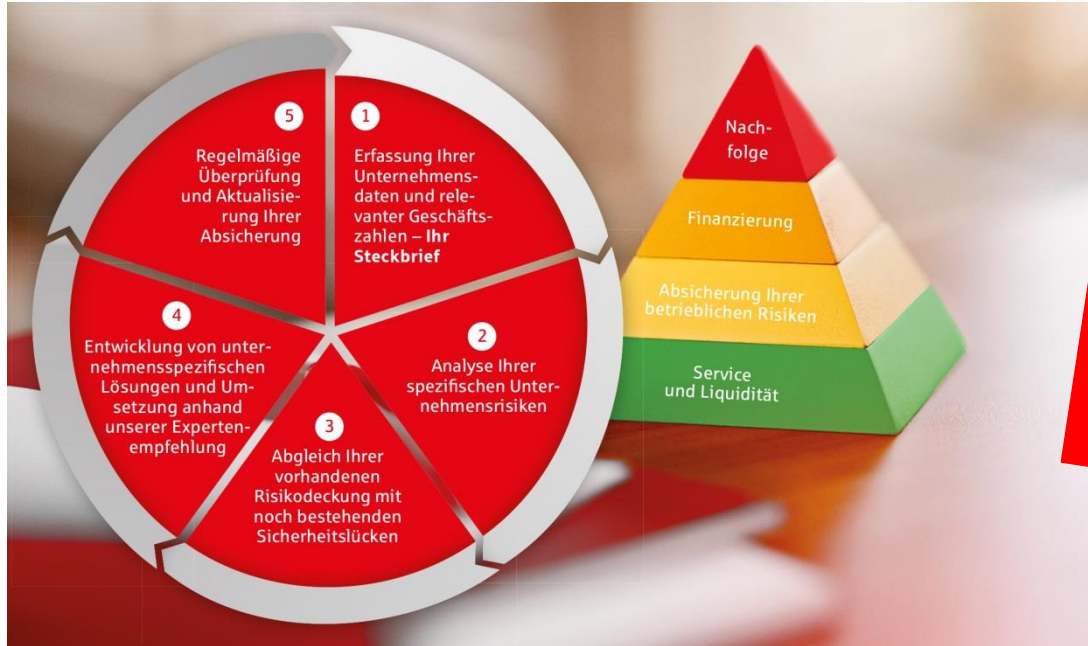 1
Erfassung Ihrer
Unternehmens-
daten und rele-
vanter Geschäfts-
zahlen – Ihr
Steckbrief
2
Analyse Ihrer
spezifischen Unter-
nehmensrisiken
3
Abgleich Ihrer
vorhandenen
Risikodeckung mit
noch bestehenden
Sicherheitslücken
4
Entwicklung von unter-
nehmensspezifischen
Lösungen und Um-
setzung anhand
unserer Experten-
empfehlung
5
Regelmäßige
Überprüfung
und Aktualisie-
rung Ihrer
Absicherung
Nach-
folge
Finanzierung
Absicherung Ihrer
betrieblichen Risiken
Service
und Liquidität